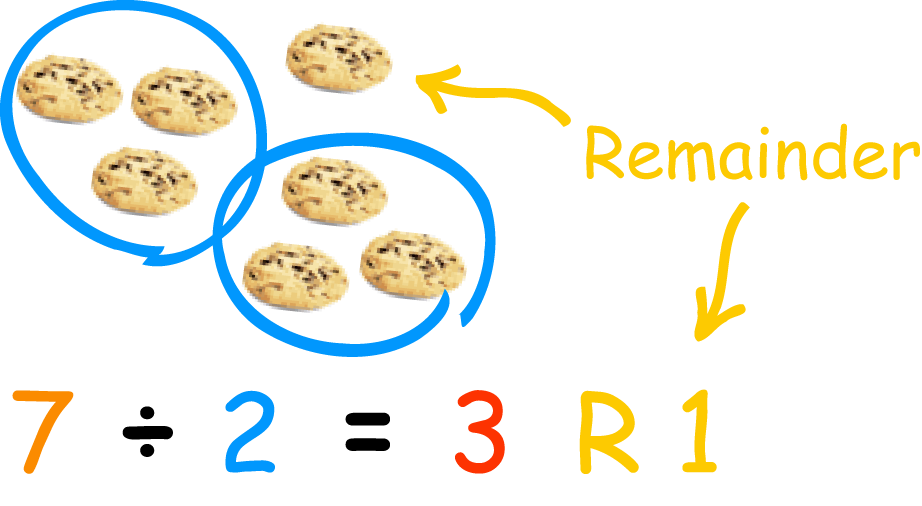 Remainder
7 ÷ 2 = 3 R 1